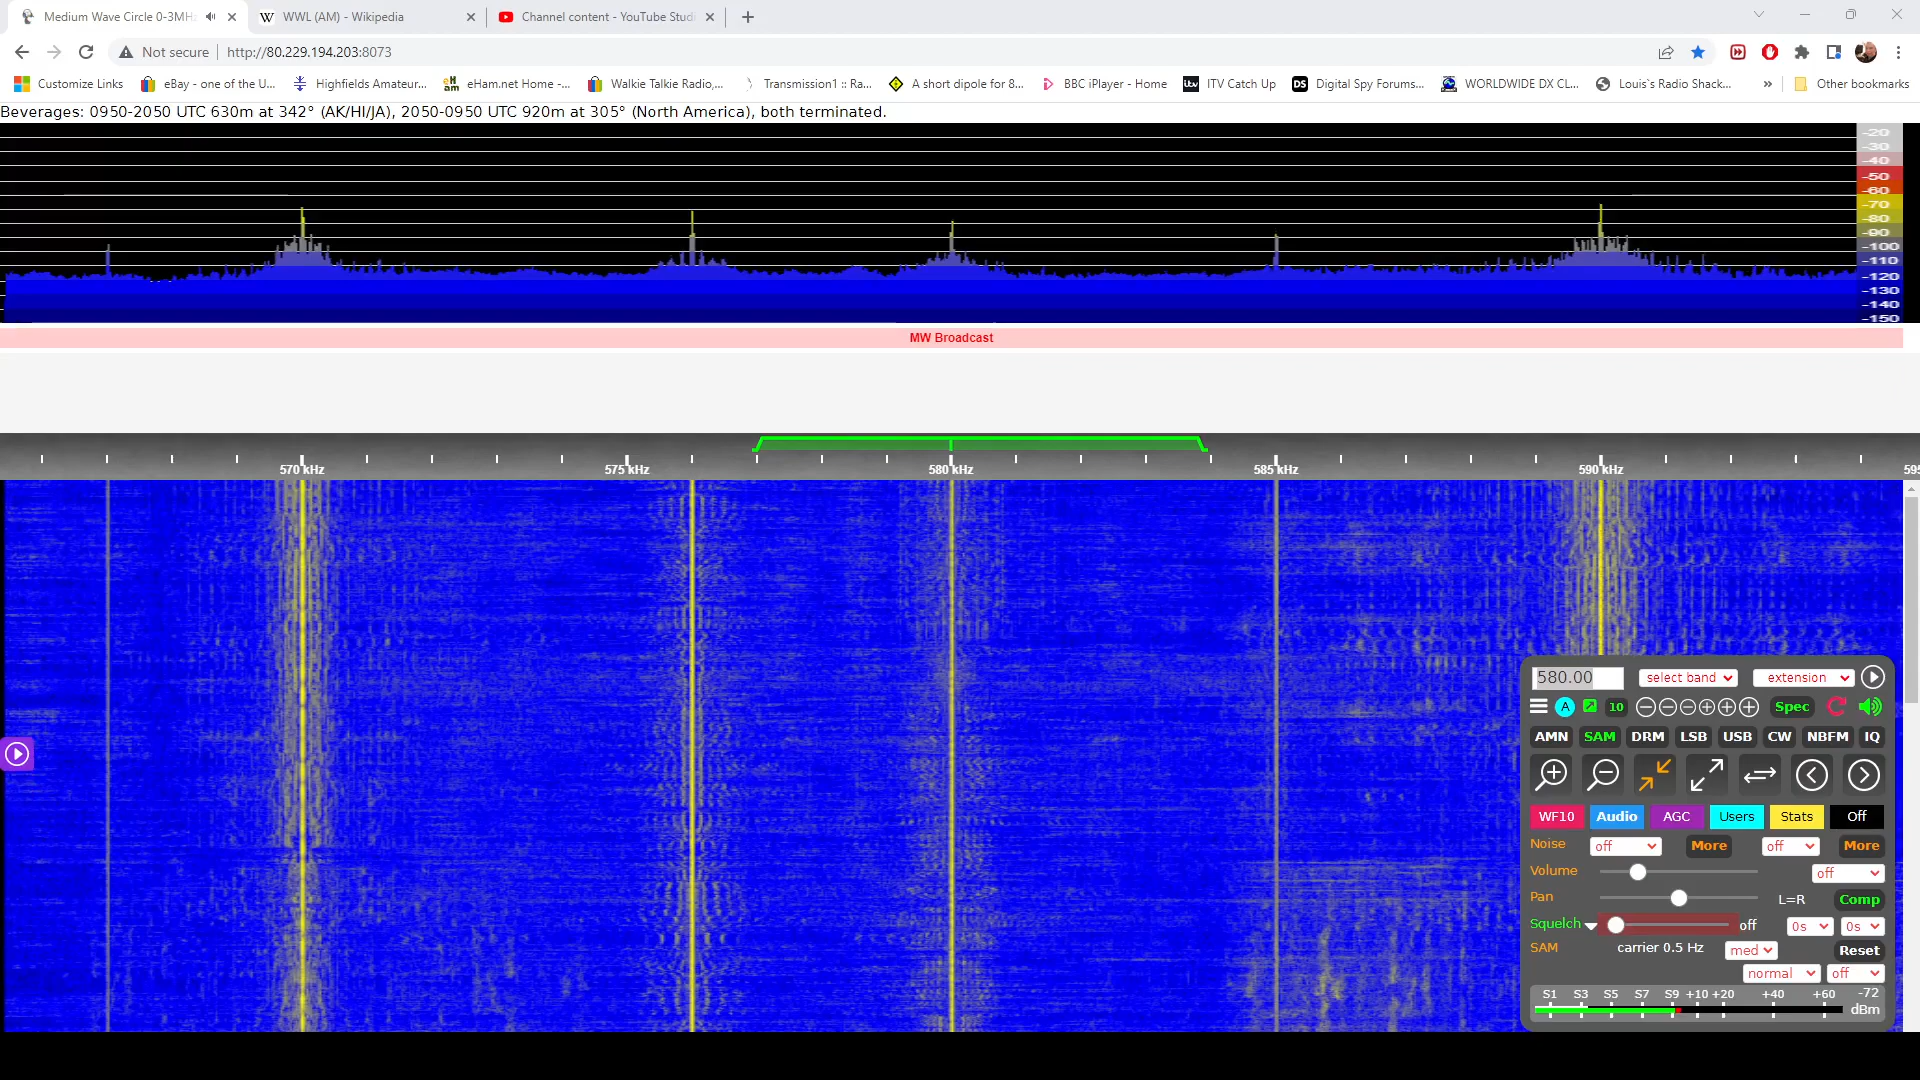 Medium Wave Circle 0-3MHz
WWL (AM) - Wikipedia
Channel content - YouTube Studi
Not secure
http://80.229.194.203:8073
Customize Links
eBay - one of the U...
Highfields Amateur...
eHam.net Home -...
Walkie Talkie Radio,...
Transmission1 :: Ra...
A short dipole for 8...
BBC iPlayer - Home
ITV Catch Up
Digital Spy Forums...
WORLDWIDE DX CL...
Louis`s Radio Shack...
»
Other bookmarks
Beverages: 0950-2050 UTC 630m at 342° (AK/HI/JA), 2050-0950 UTC 920m at 305° (North America), both terminated.
-20
-30
-40
-50
-60
-70
-80
-90
-100
-110
-120
-130
-140
-150
MW Broadcast
570 kHz 575 kHz 580 kHz 585 kHz 590 kHz 595
580.00 select band extension
A 10 Spec
AMN SAM DRM LSB USB CW NBFM IQ
WF10 Audio AGC Users Stats Off
Noise off More off More
Volume off
Pan L=R Comp
Squelch off 0s 0s
SAM carrier 0.5 Hz med Reset
normal off
S1 S3 S5 S7 S9 +10 +20 +40 +60 -72
dBm